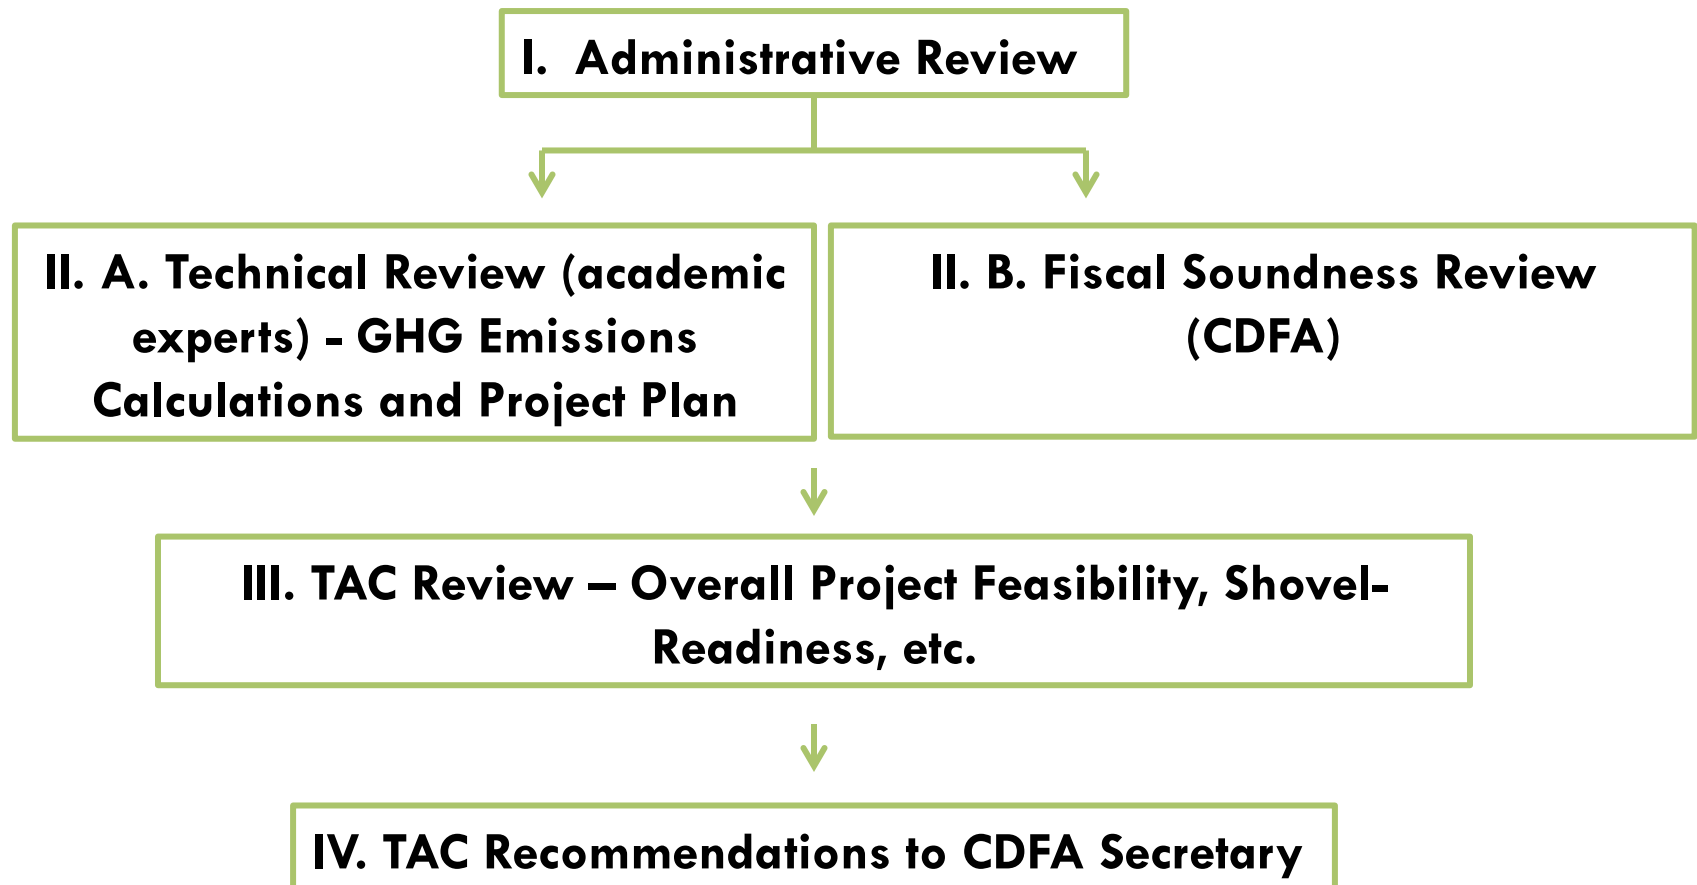 I. Administrative Review
II. A. Technical Review (academic
experts) - GHG Emissions
Calculations and Project Plan
II. B. Fiscal Soundness Review
(CDFA)
III. TAC Review – Overall Project Feasibility, Shovel-
Readiness, etc.
IV. TAC Recommendations to CDFA Secretary